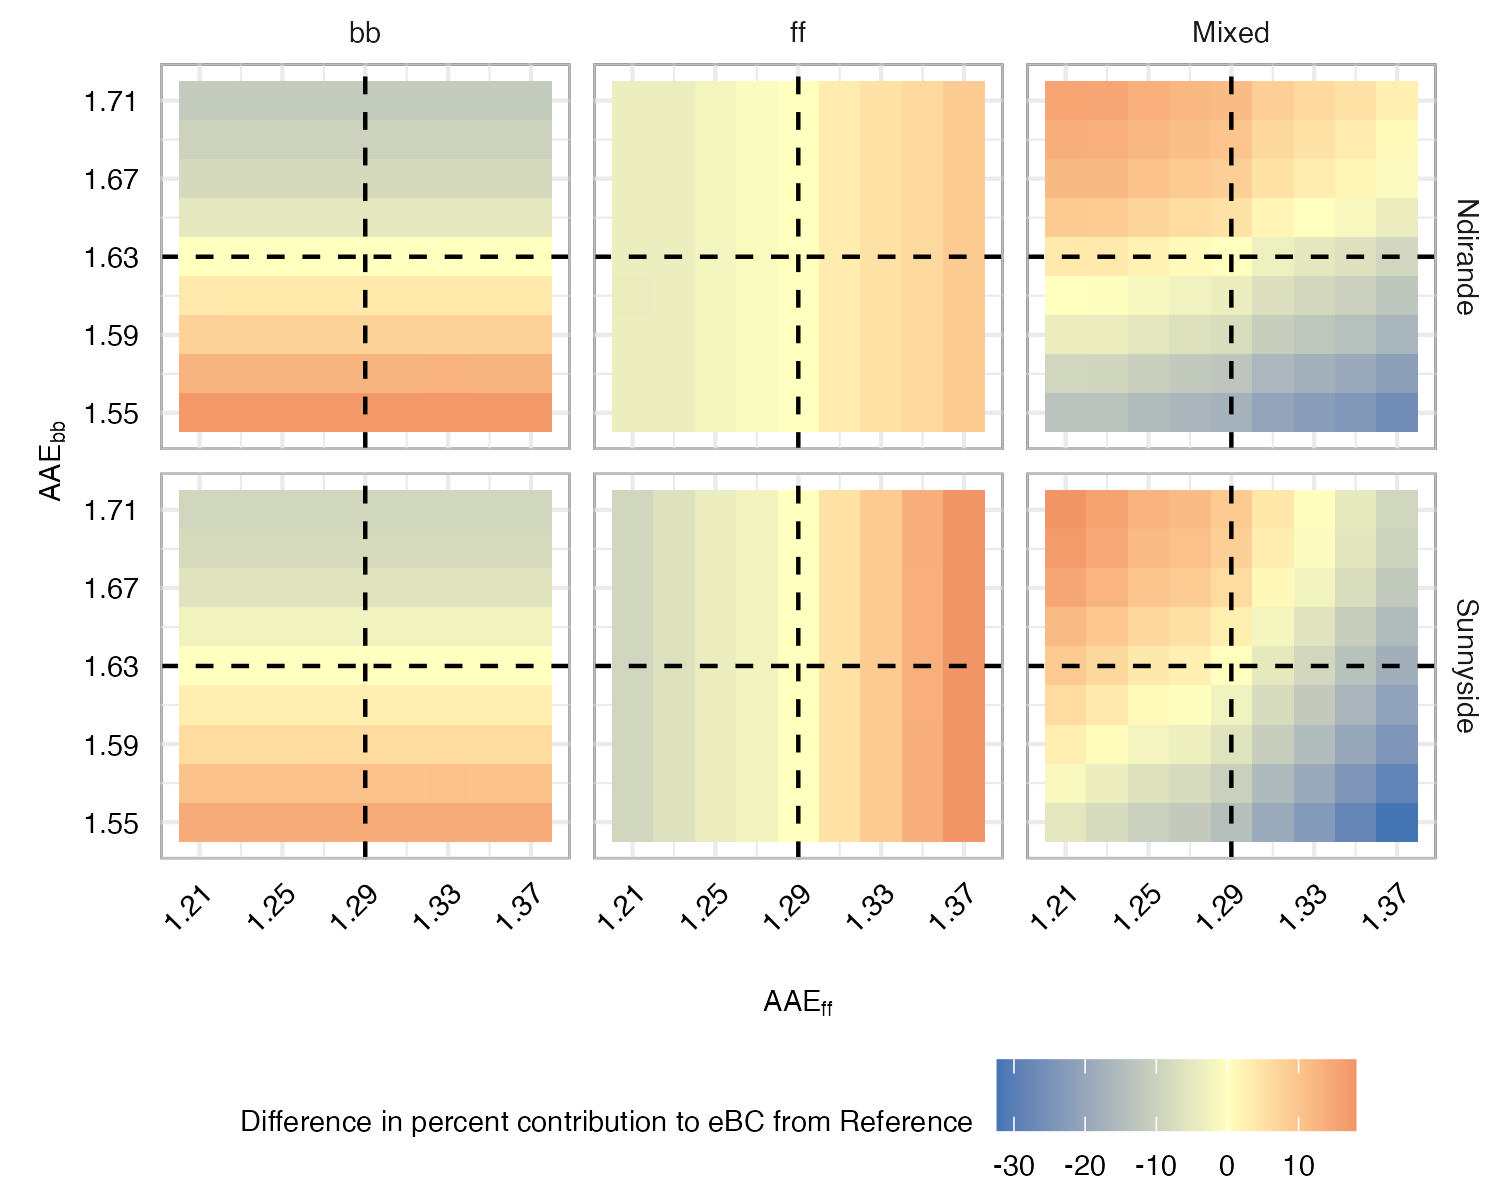 bb ff Mixed
1.71
1.67
1.63
1.59
1.55
Ndirande
AAEbb
1.71
1.67
1.63
1.59
1.55
Sunnyside
1.21 1.25 1.29 1.33 1.37 1.21 1.25 1.29 1.33 1.37 1.21 1.25 1.29 1.33 1.37
AAEff
Difference in percent contribution to eBC from Reference
-30 -20 -10 0 10